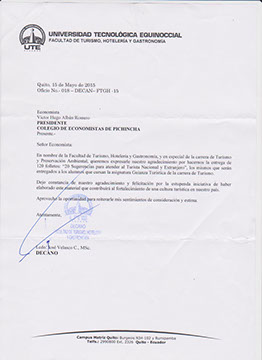 UNIVERSIDAD TECNOLÓGICA EQUINOCCIAL
FACULTAD DE TURISMO, HOTELERÍA Y GASTRONOMÍA
UTE
Quito, 15 de Mayo de 2015
Oficio No.- 018 – DECAN– FTGH -15
Economista
Víctor Hugo Albán Romero
PRESIDENTE
COLEGIO DE ECONOMISTAS DE PICHINCHA
Presente.-
Señor Economista:
En nombre de la Facultad de Turismo, Hotelería y Gastronomía, y en especial de la carrera de Turismo
y Preservación Ambiental, queremos expresarle nuestro agradecimiento por hacernos la entrega de
120 folletos: "20 Sugerencias para atender al Turista Nacional y Extranjero", los mismos que serán
entregados a los alumnos que cursan la asignatura Guianza Turística de la carrera de Turismo.
Dejo constancia de nuestro agradecimiento y felicitación por la estupenda iniciativa de haber
elaborado este material que contribuirá al fortalecimiento de una cultura turística en nuestro país.
Aprovecho la oportunidad para reiterarle mis sentimientos de consideración y estima.
Atentamente,
UTE
DECANO
Lcdo. José Velasco C., MSc.
DECANO
Campus Matriz Quito: Burgeois N34-102 y Rumipamba
Telfs.: 2990800 Ext. 2236 Quito - Ecuador